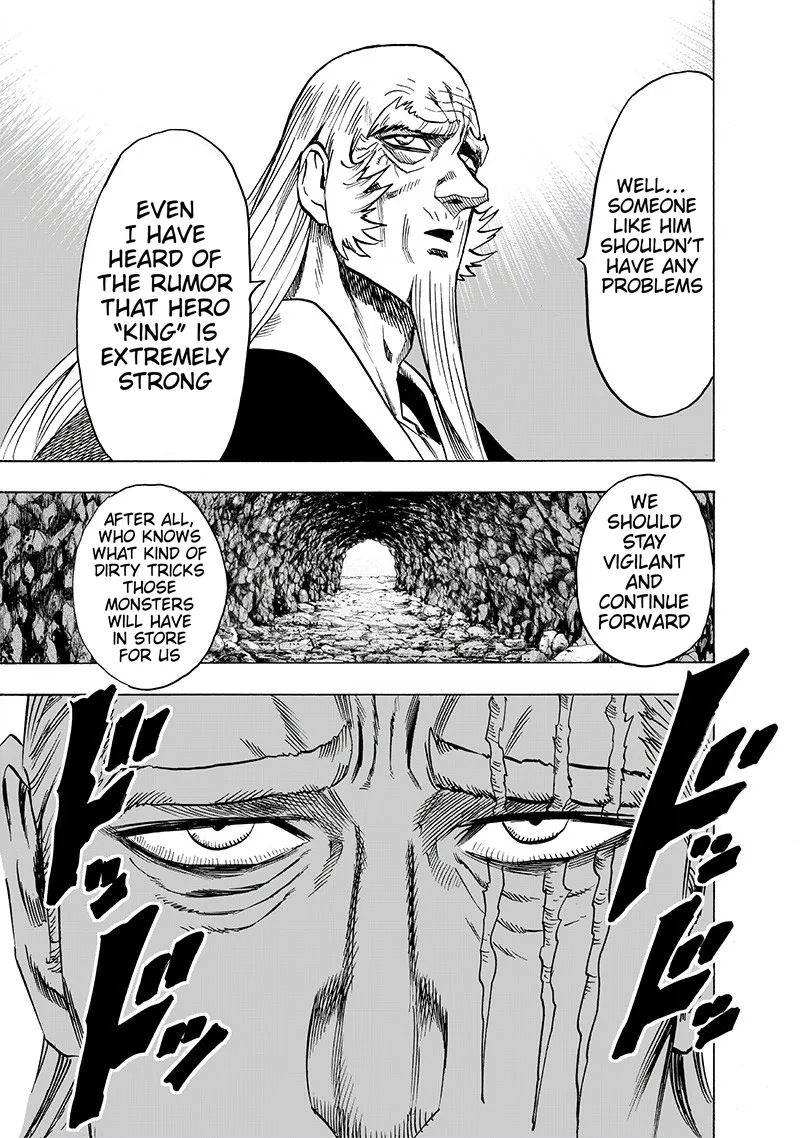 WELL...
SOMEONE
LIKE HIM
SHOULDN'T
HAVE ANY
PROBLEMS
EVEN
I HAVE
HEARD OF
THE RUMOR
THAT HERO
“KING” IS
EXTREMELY
STRONG
WE
SHOULD
STAY
VIGILANT
AND
CONTINUE
FORWARD
AFTER ALL,
WHO KNOWS
WHAT KIND OF
DIRTY TRICKS
THOSE
MONSTERS
WILL HAVE
IN STORE
FOR US
ドッ
ドッ
ドッ
ドッ